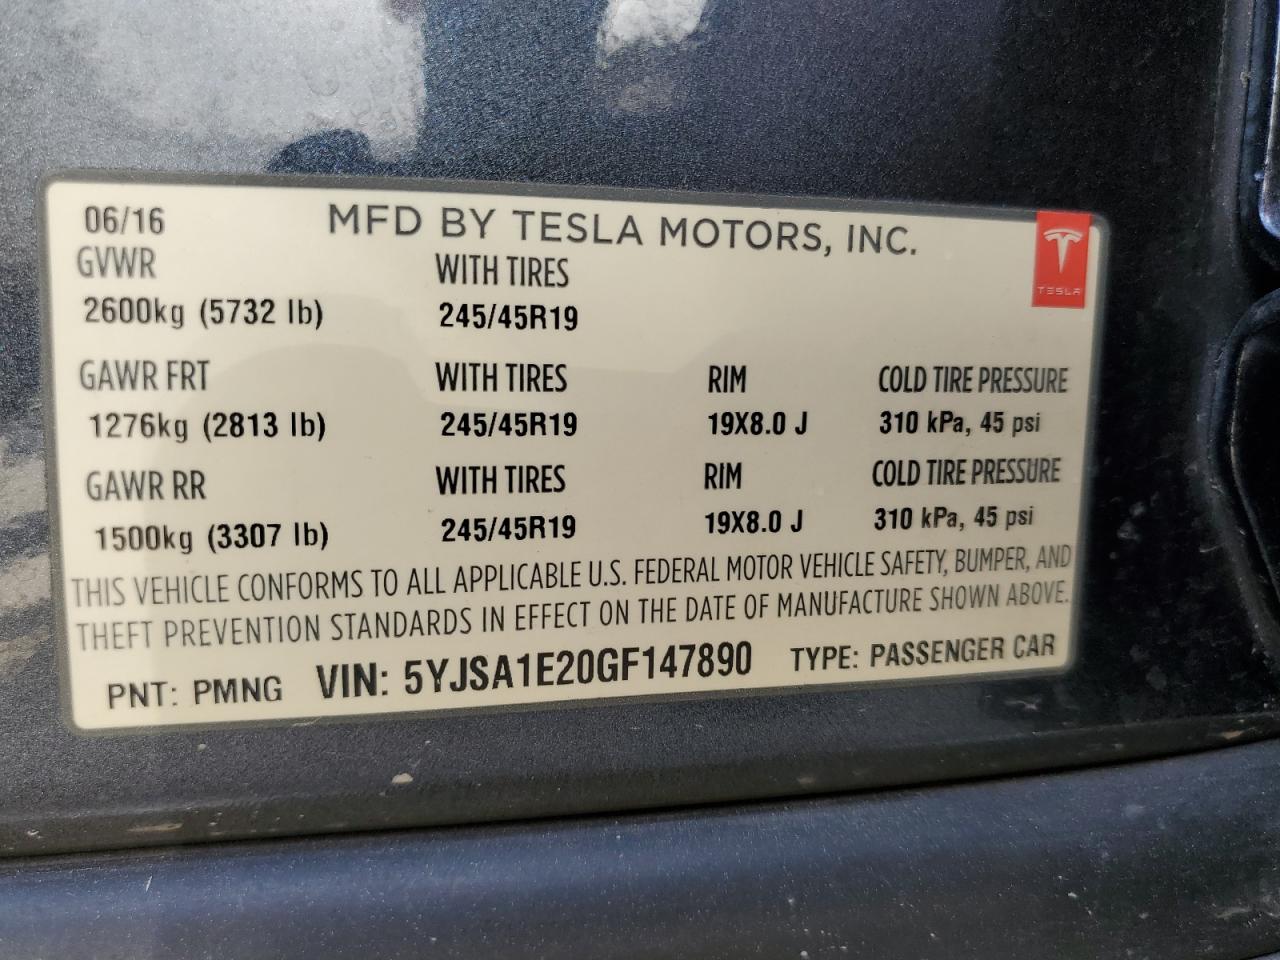 06/16 MFD BY TESLA MOTORS, INC.
TESLA
GVWR WITH TIRES
2600kg (5732 lb) 245/45R19
GAWR FRT WITH TIRES RIM COLD TIRE PRESSURE
1276kg (2813 lb) 245/45R19 19X8.0 J 310 kPa, 45 psi
GAWR RR WITH TIRES RIM COLD TIRE PRESSURE
1500kg (3307 lb) 245/45R19 19X8.0 J 310 kPa, 45 psi
THIS VEHICLE CONFORMS TO ALL APPLICABLE U.S. FEDERAL MOTOR VEHICLE SAFETY, BUMPER, AND
THEFT PREVENTION STANDARDS IN EFFECT ON THE DATE OF MANUFACTURE SHOWN ABOVE.
PNT: PMNG VIN: 5YJSA1E20GF147890 TYPE: PASSENGER CAR